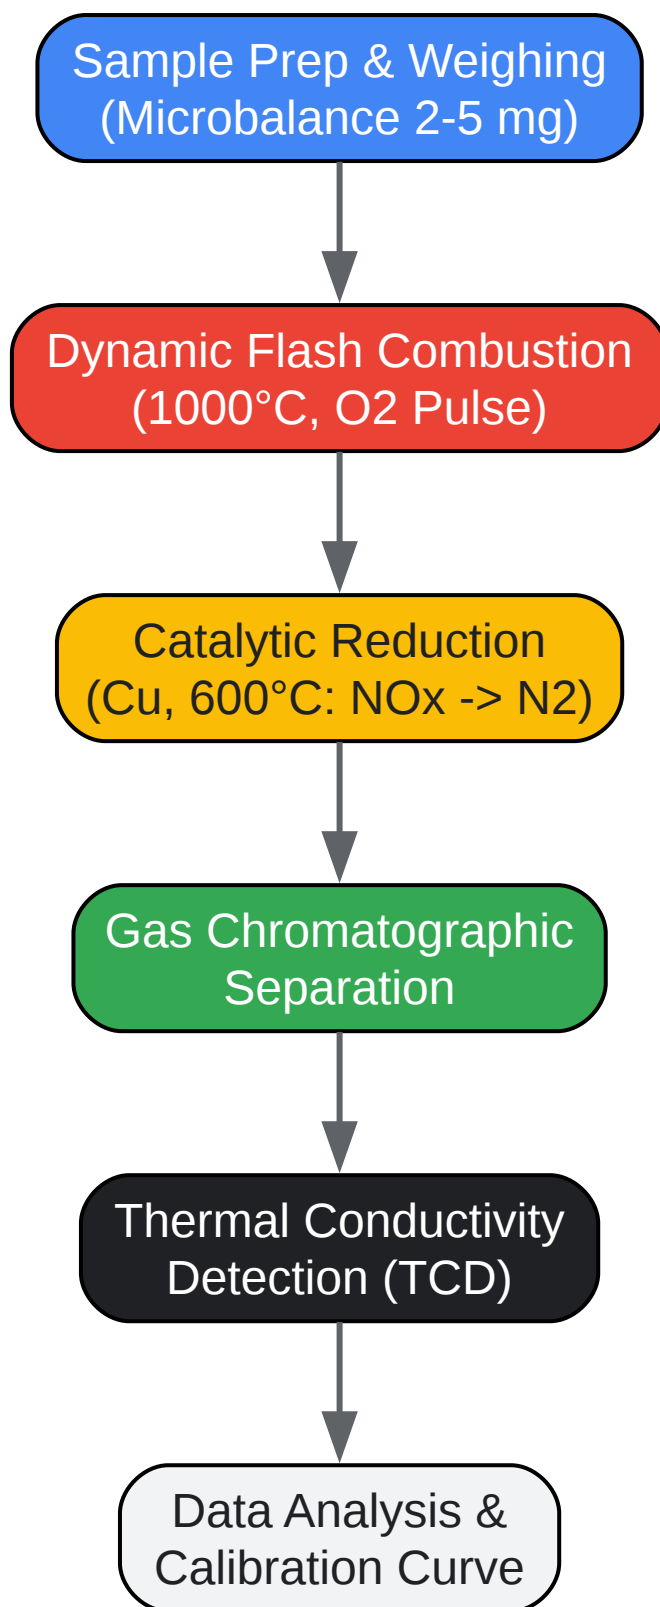 Sample Prep & Weighing
(Microbalance 2-5 mg)
Dynamic Flash Combustion
(1000°C, O2 Pulse)
Catalytic Reduction
(Cu, 600°C: NOx -> N2)
Gas Chromatographic
Separation
Thermal Conductivity
Detection (TCD)
Data Analysis &
Calibration Curve